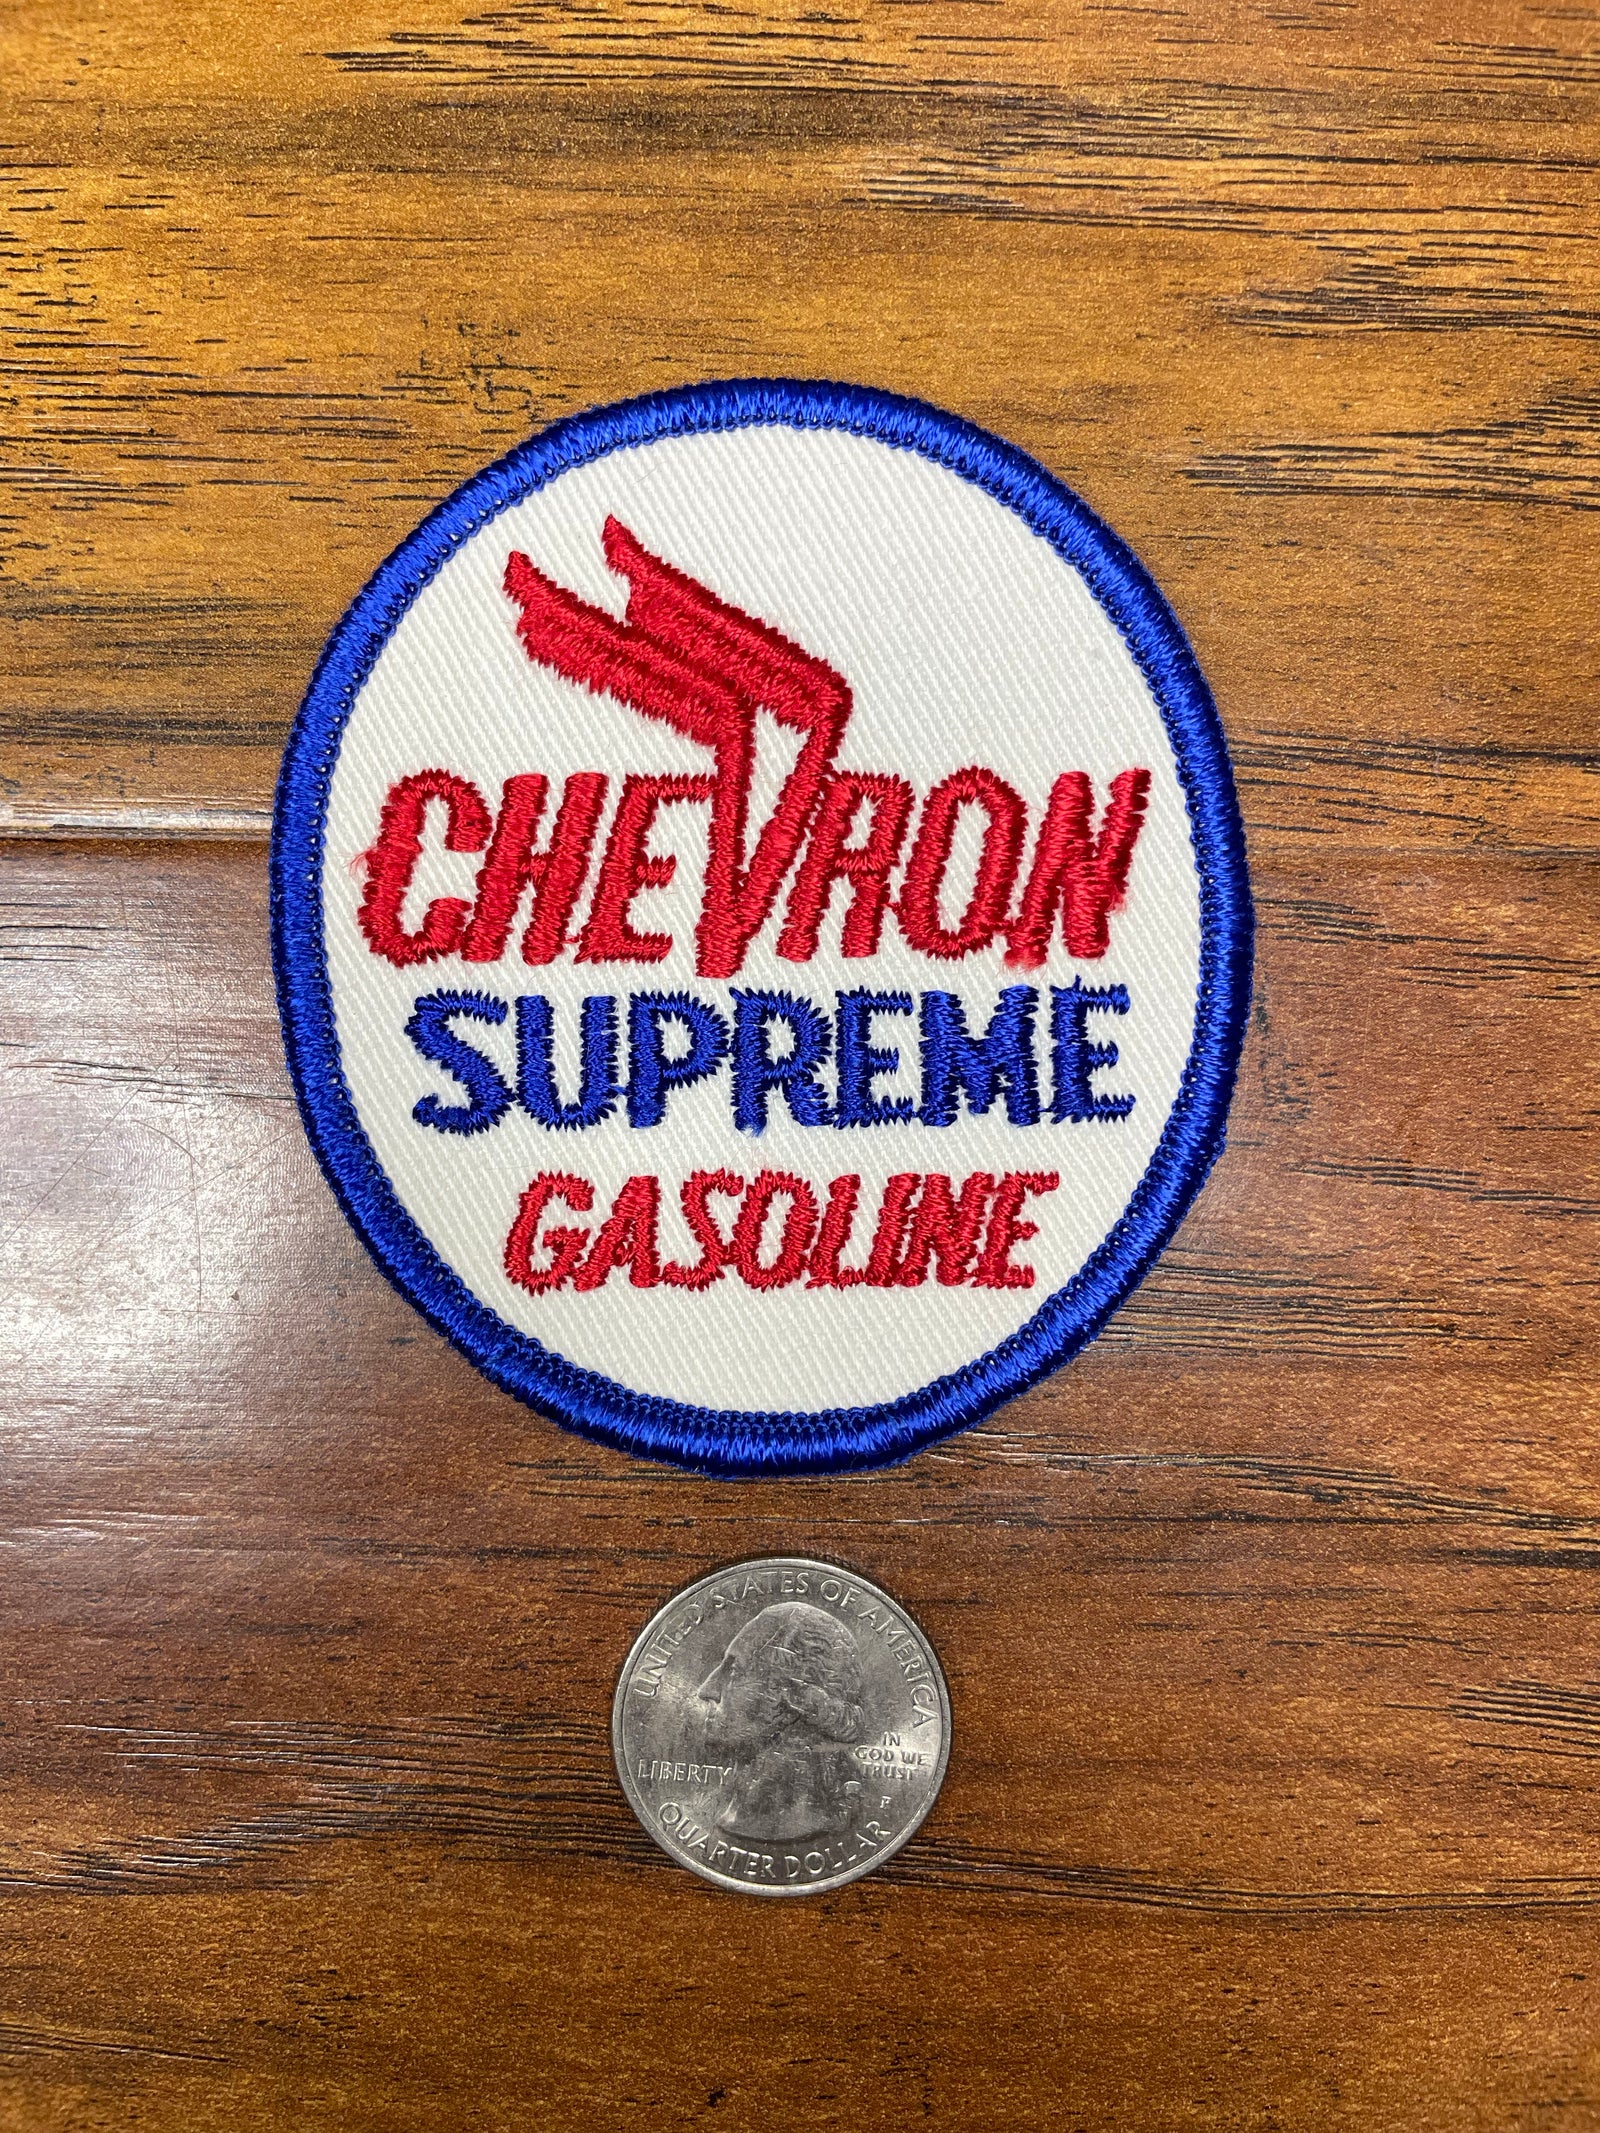 CHEVRON
SUPREME
GASOLINE
UNITED STATES OF AMERICA
LIBERTY
IN
GOD WE
TRUST
P
QUARTER DOLLAR